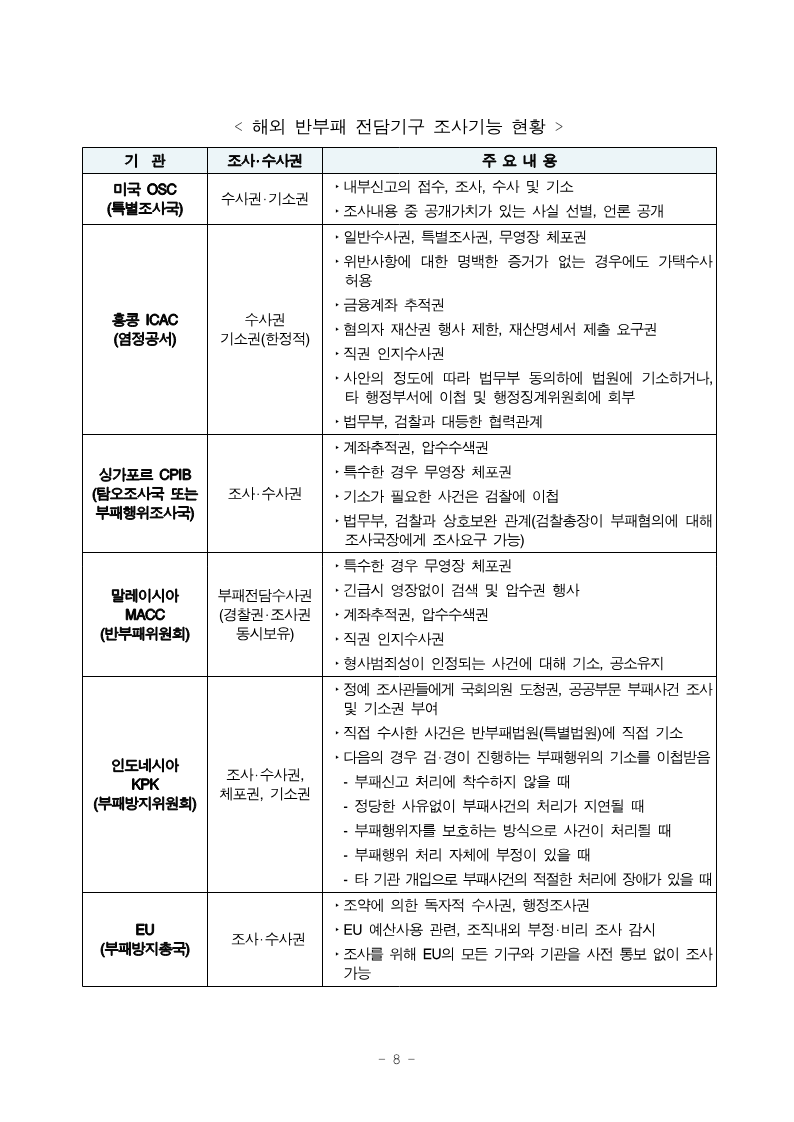 < 해외 반부패 전담기구 조사기능 현황 >
기 관
조사·수사권
주 요 내 용
미국 OSC
(특별조사국)
수사권·기소권
‣내부신고의 접수, 조사, 수사 및 기소
‣조사내용 중 공개가치가 있는 사실 선별, 언론 공개
홍콩 ICAC
(염정공서)
수사권
기소권(한정적)
‣일반수사권, 특별조사권, 무영장 체포권
‣위반사항에 대한 명백한 증거가 없는 경우에도 가택수사
허용
‣금융계좌 추적권
‣혐의자 재산권 행사 제한, 재산명세서 제출 요구권
‣직권 인지수사권
‣사안의 정도에 따라 법무부 동의하에 법원에 기소하거나,
타 행정부서에 이첩 및 행정징계위원회에 회부
‣법무부, 검찰과 대등한 협력관계
싱가포르 CPIB
(탐오조사국 또는
부패행위조사국)
조사·수사권
‣계좌추적권, 압수수색권
‣특수한 경우 무영장 체포권
‣기소가 필요한 사건은 검찰에 이첩
‣법무부, 검찰과 상호보완 관계(검찰총장이 부패혐의에 대해
조사국장에게 조사요구 가능)
말레이시아
MACC
(반부패위원회)
부패전담수사권
(경찰권·조사권
동시보유)
‣특수한 경우 무영장 체포권
‣긴급시 영장없이 검색 및 압수권 행사
‣계좌추적권, 압수수색권
‣직권 인지수사권
‣형사범죄성이 인정되는 사건에 대해 기소, 공소유지
인도네시아
KPK
(부패방지위원회)
조사·수사권,
체포권, 기소권
‣정예 조사관들에게 국회의원 도청권, 공공부문 부패사건 조사
및 기소권 부여
‣직접 수사한 사건은 반부패법원(특별법원)에 직접 기소
‣다음의 경우 검·경이 진행하는 부패행위의 기소를 이첩받음
- 부패신고 처리에 착수하지 않을 때
- 정당한 사유없이 부패사건의 처리가 지연될 때
- 부패행위자를 보호하는 방식으로 사건이 처리될 때
- 부패행위 처리 자체에 부정이 있을 때
- 타 기관 개입으로 부패사건의 적절한 처리에 장애가 있을 때
EU
(부패방지총국)
조사·수사권
‣조약에 의한 독자적 수사권, 행정조사권
‣EU 예산사용 관련, 조직내외 부정·비리 조사 감시
‣조사를 위해 EU의 모든 기구와 기관을 사전 통보 없이 조사
가능
- 8 -